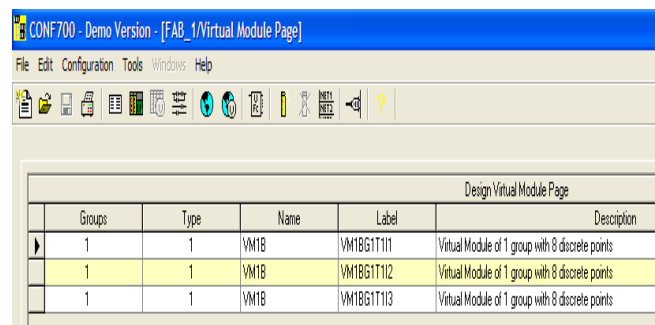 CONF700 - Demo Version - [FAB_1/Virtual Module Page]
File Edit Configuration Tools Windows Help
Design Virtual Module Page
Groups Type Name Label Description
1 1 VM1B VM1BG1T1I1 Virtual Module of 1 group with 8 discrete points
1 1 VM1B VM1BG1T1I2 Virtual Module of 1 group with 8 discrete points
1 1 VM1B VM1BG1T1I3 Virtual Module of 1 group with 8 discrete points